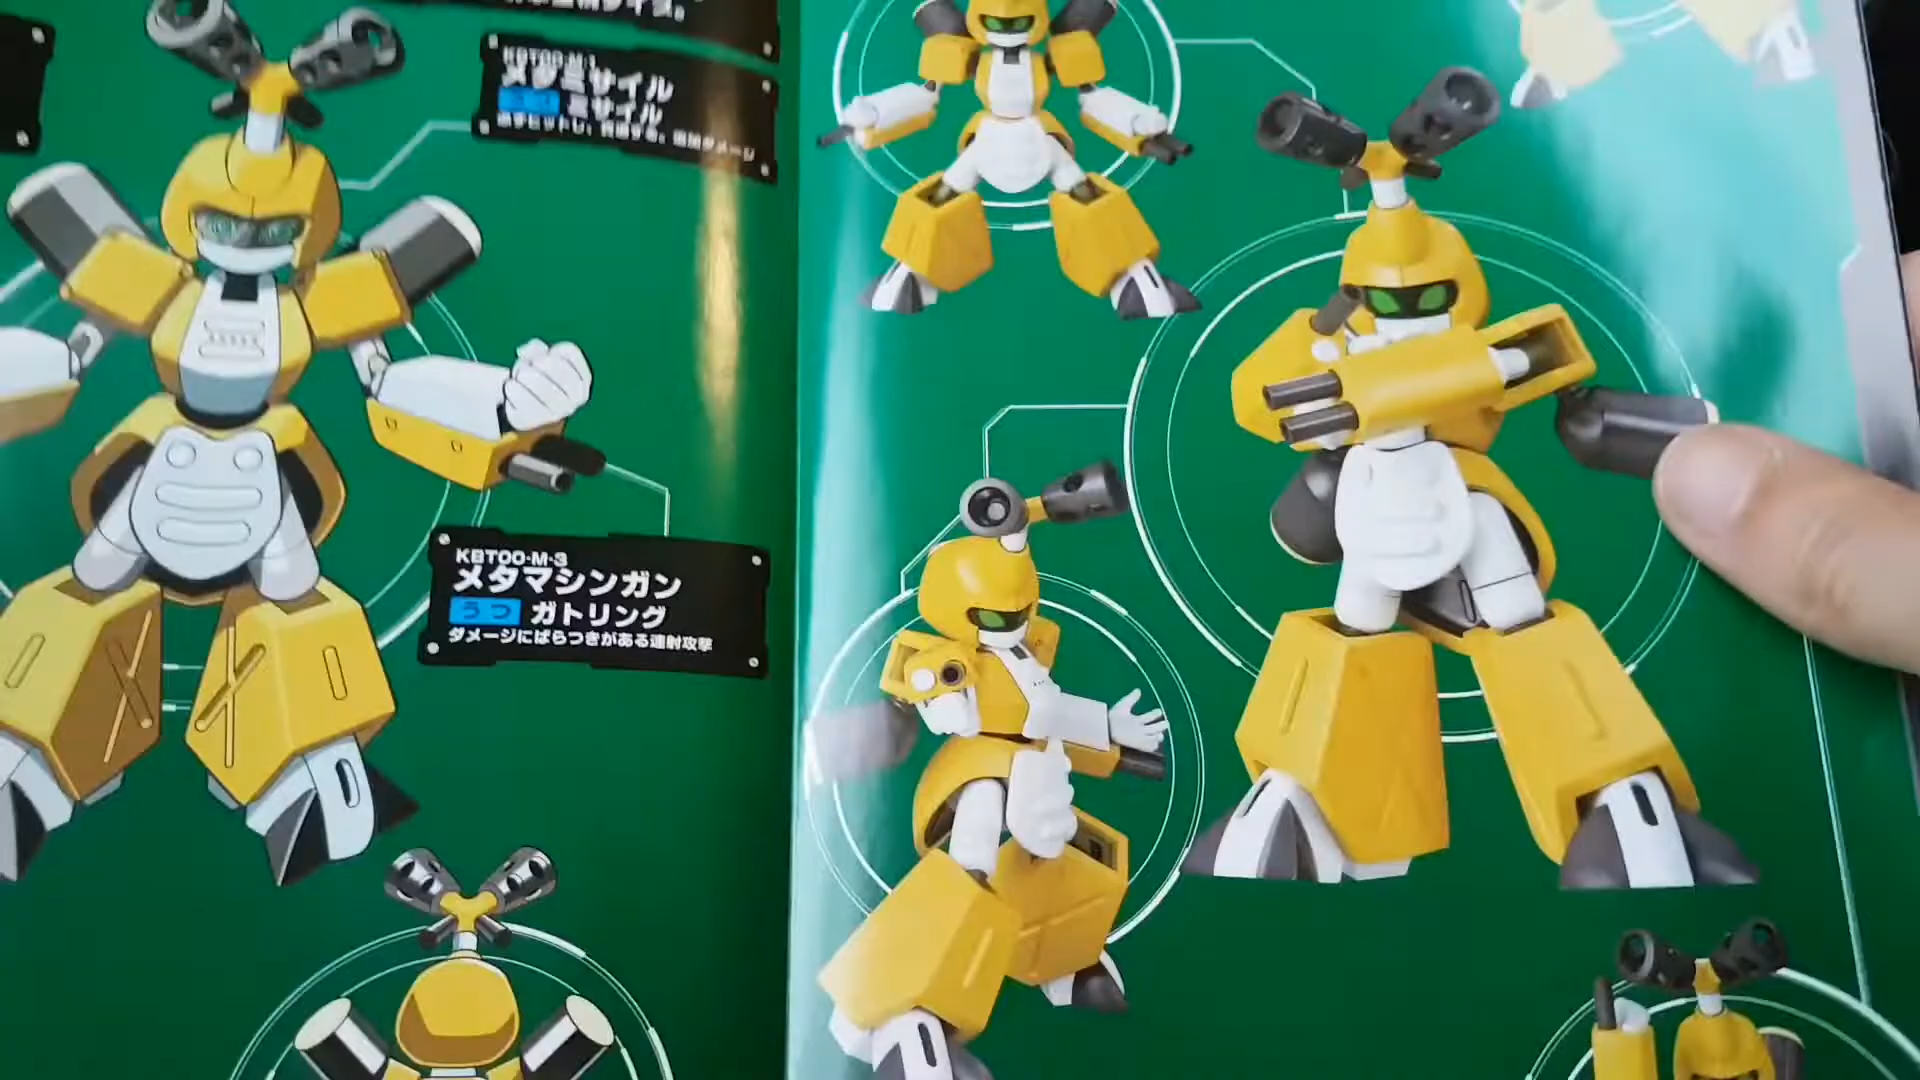 KBT00-M-1
メタミサイル
ミサイル
KBT00-M-3
メタマシンガン
うつ ガトリング
ダメージにばらつきがある連射攻撃